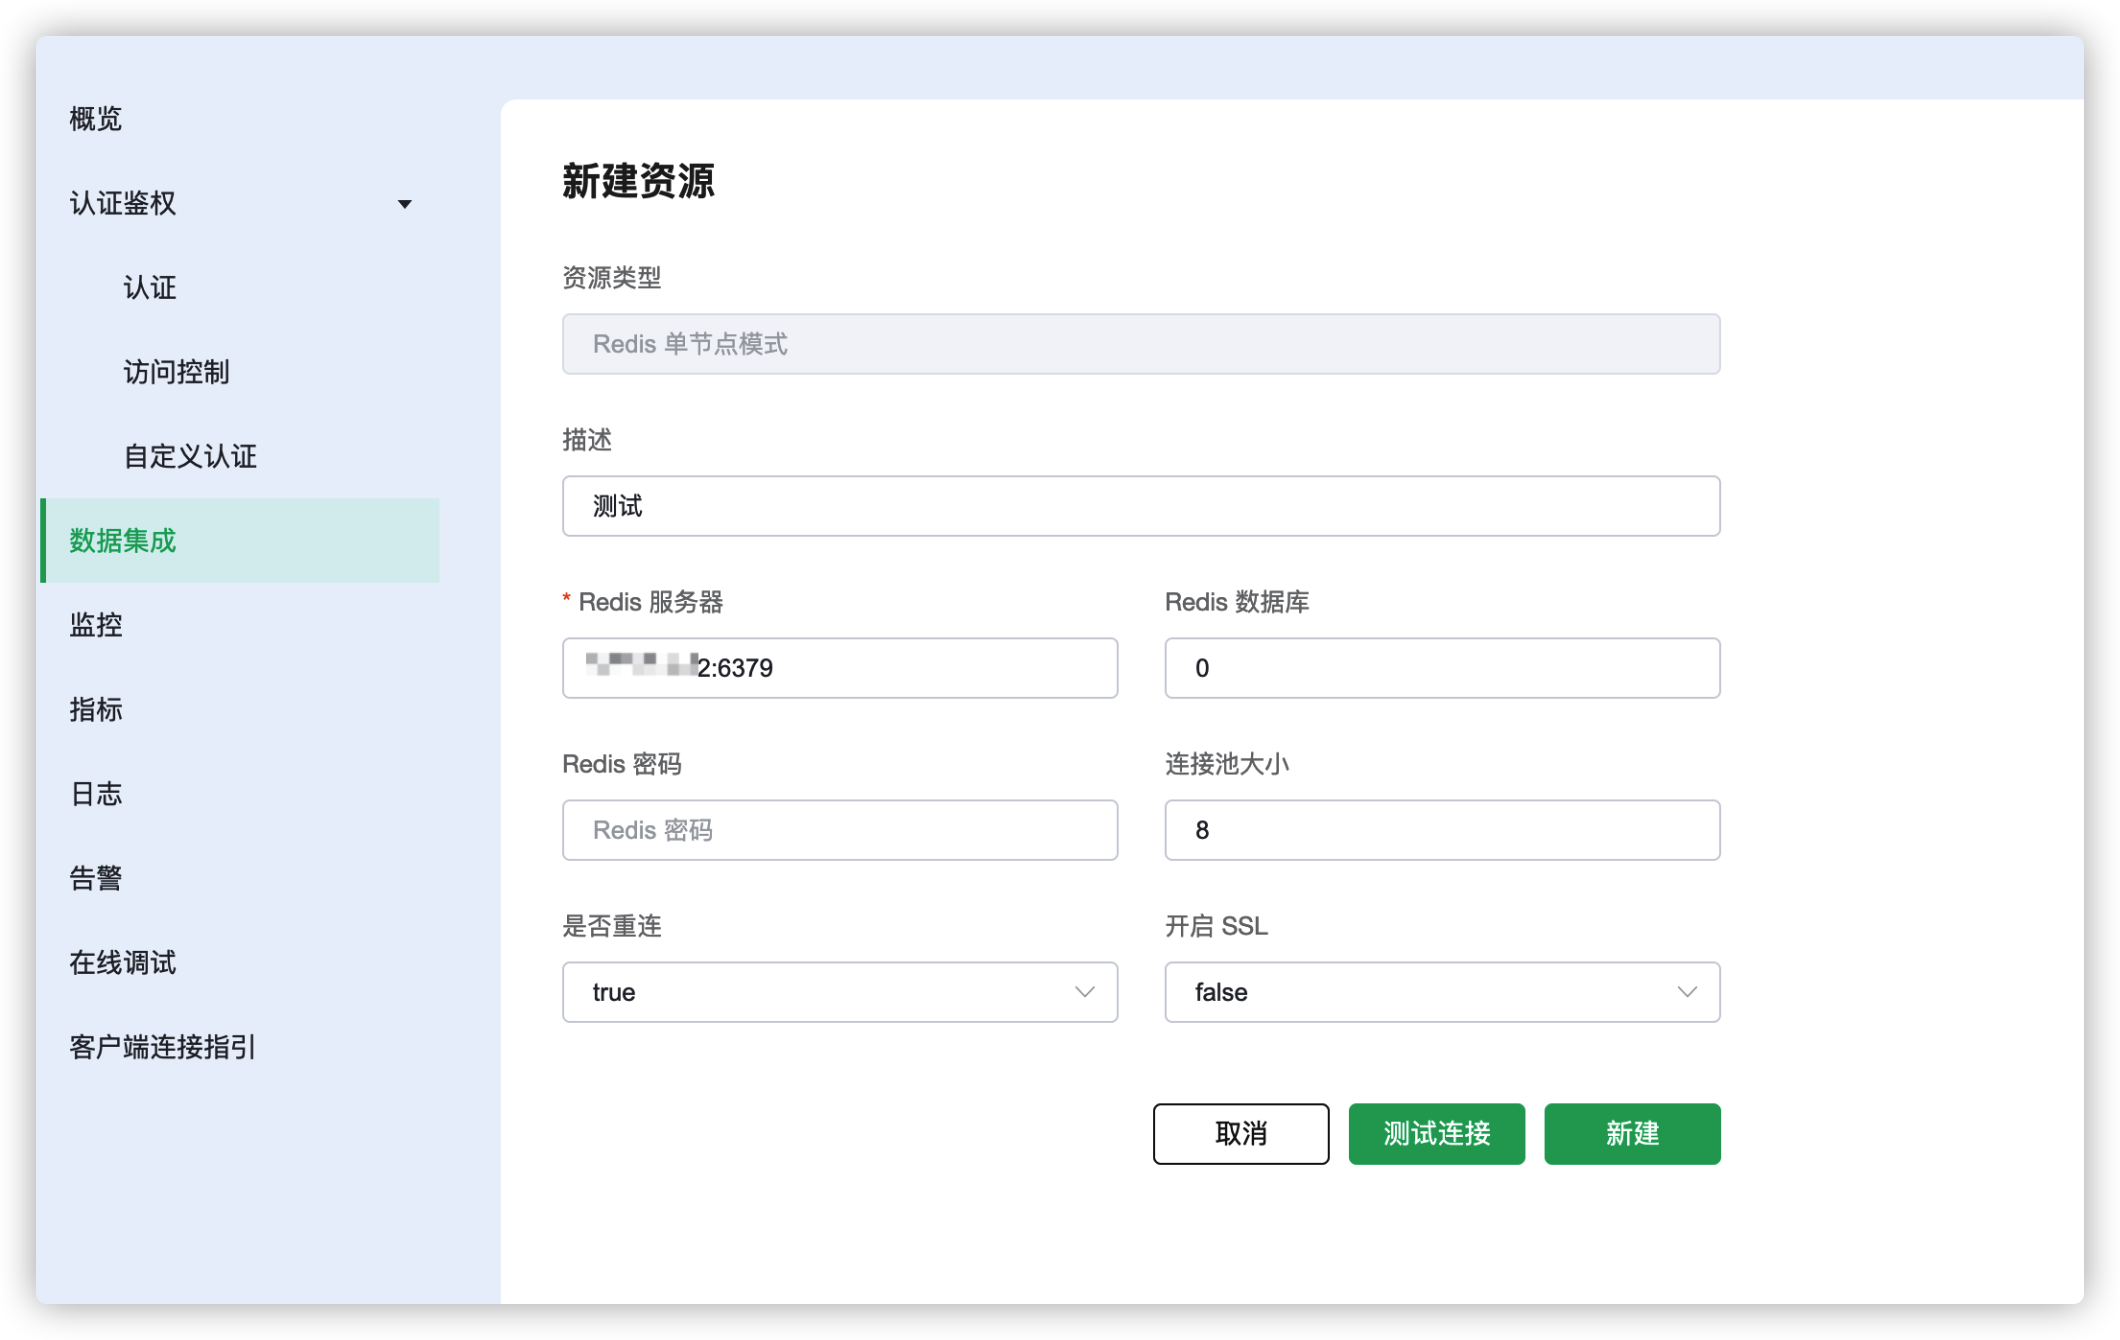 概览
认证鉴权
认证
访问控制
自定义认证
数据集成
监控
指标
日志
告警
在线调试
客户端连接指引
新建资源
资源类型
Redis 单节点模式
描述
测试
* Redis 服务器
Redis 数据库
2:6379
0
Redis 密码
连接池大小
Redis 密码
8
是否重连
开启 SSL
true
false
取消
测试连接
新建